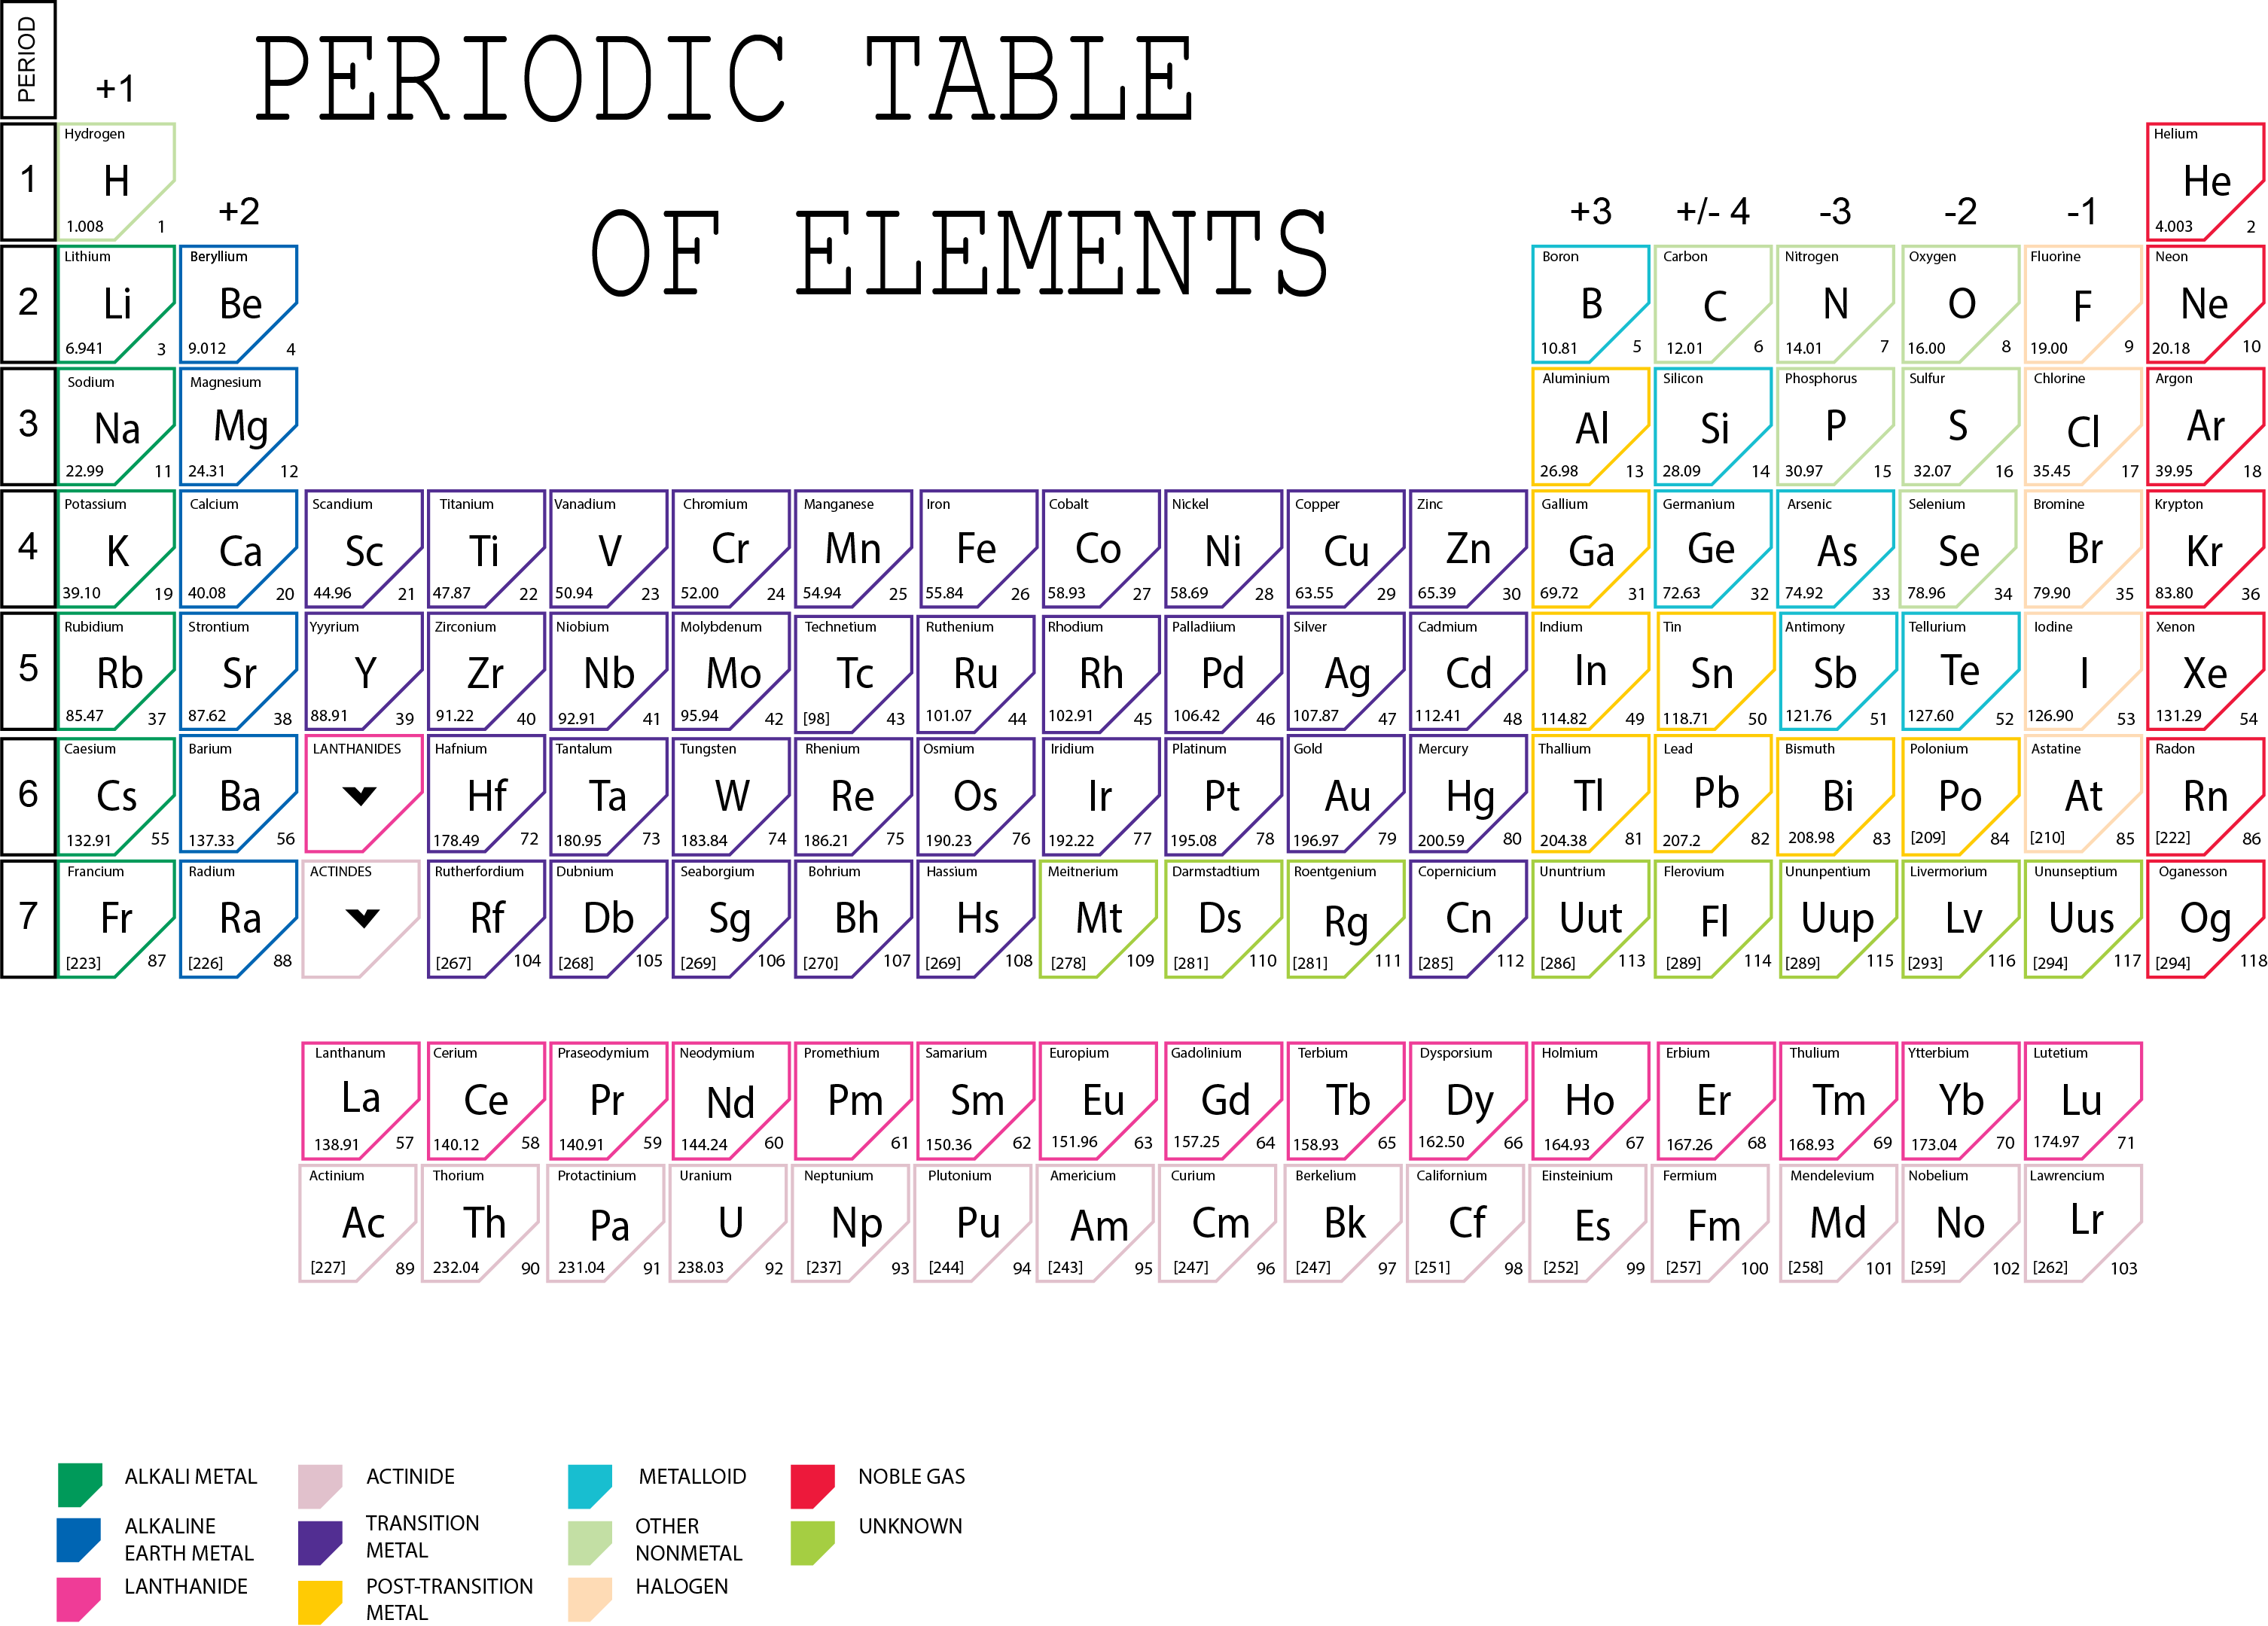 PERIOD
+1
PERIODIC TABLE
OF ELEMENTS
1
Hydrogen
H
1.008 1
+2
+3 +/- 4 -3 -2 -1
Helium
He
4.003 2
2
Lithium
Li
6.941 3
Beryllium
Be
9.012 4
Boron
B
10.81 5
Carbon
C
12.01 6
Nitrogen
N
14.01 7
Oxygen
O
16.00 8
Fluorine
F
19.00 9
Neon
Ne
20.18 10
3
Sodium
Na
22.99 11
Magnesium
Mg
24.31 12
Aluminium
Al
26.98 13
Silicon
Si
28.09 14
Phosphorus
P
30.97 15
Sulfur
S
32.07 16
Chlorine
Cl
35.45 17
Argon
Ar
39.95 18
4
Potassium
K
39.10 19
Calcium
Ca
40.08 20
Scandium
Sc
44.96 21
Titanium
Ti
47.87 22
Vanadium
V
50.94 23
Chromium
Cr
52.00 24
Manganese
Mn
54.94 25
Iron
Fe
55.84 26
Cobalt
Co
58.93 27
Nickel
Ni
58.69 28
Copper
Cu
63.55 29
Zinc
Zn
65.39 30
Gallium
Ga
69.72 31
Germanium
Ge
72.63 32
Arsenic
As
74.92 33
Selenium
Se
78.96 34
Bromine
Br
79.90 35
Krypton
Kr
83.80 36
5
Rubidium
Rb
85.47 37
Strontium
Sr
87.62 38
Yyyrium
Y
88.91 39
Zirconium
Zr
91.22 40
Niobium
Nb
92.91 41
Molybdenum
Mo
95.94 42
Technetium
Tc
[98] 43
Ruthenium
Ru
101.07 44
Rhodium
Rh
102.91 45
Palladiium
Pd
106.42 46
Silver
Ag
107.87 47
Cadmium
Cd
112.41 48
Indium
In
114.82 49
Tin
Sn
118.71 50
Antimony
Sb
121.76 51
Tellurium
Te
127.60 52
Iodine
I
126.90 53
Xenon
Xe
131.29 54
6
Caesium
Cs
132.91 55
Barium
Ba
137.33 56
LANTHANIDES
Hafnium
Hf
178.49 72
Tantalum
Ta
180.95 73
Tungsten
W
183.84 74
Rhenium
Re
186.21 75
Osmium
Os
190.23 76
Iridium
Ir
192.22 77
Platinum
Pt
195.08 78
Gold
Au
196.97 79
Mercury
Hg
200.59 80
Thallium
Tl
204.38 81
Lead
Pb
207.2 82
Bismuth
Bi
208.98 83
Polonium
Po
[209] 84
Astatine
At
[210] 85
Radon
Rn
[222] 86
7
Francium
Fr
[223] 87
Radium
Ra
[226] 88
ACTINDES
Rutherfordium
Rf
[267] 104
Dubnium
Db
[268] 105
Seaborgium
Sg
[269] 106
Bohrium
Bh
[270] 107
Hassium
Hs
[269] 108
Meitnerium
Mt
[278] 109
Darmstadtium
Ds
[281] 110
Roentgenium
Rg
[281] 111
Copernicium
Cn
[285] 112
Ununtrium
Uut
[286] 113
Flerovium
Fl
[289] 114
Ununpentium
Uup
[289] 115
Livermorium
Lv
[293] 116
Ununseptium
Uus
[294] 117
Oganesson
Og
[294] 118
Lanthanum
La
138.91 57
Cerium
Ce
140.12 58
Praseodymium
Pr
140.91 59
Neodymium
Nd
144.24 60
Promethium
Pm
61
Samarium
Sm
150.36 62
Europium
Eu
151.96 63
Gadolinium
Gd
157.25 64
Terbium
Tb
158.93 65
Dysporsium
Dy
162.50 66
Holmium
Ho
164.93 67
Erbium
Er
167.26 68
Thulium
Tm
168.93 69
Ytterbium
Yb
173.04 70
Lutetium
Lu
174.97 71
Actinium
Ac
[227] 89
Thorium
Th
232.04 90
Protactinium
Pa
231.04 91
Uranium
U
238.03 92
Neptunium
Np
[237] 93
Plutonium
Pu
[244] 94
Americium
Am
[243] 95
Curium
Cm
[247] 96
Berkelium
Bk
[247] 97
Californium
Cf
[251] 98
Einsteinium
Es
[252] 99
Fermium
Fm
[257] 100
Mendelevium
Md
[258] 101
Nobelium
No
[259] 102
Lawrencium
Lr
[262] 103
ALKALI METAL
ALKALINE
EARTH METAL
LANTHANIDE
ACTINIDE
TRANSITION
METAL
POST-TRANSITION
METAL
METALLOID
OTHER
NONMETAL
HALOGEN
NOBLE GAS
UNKNOWN